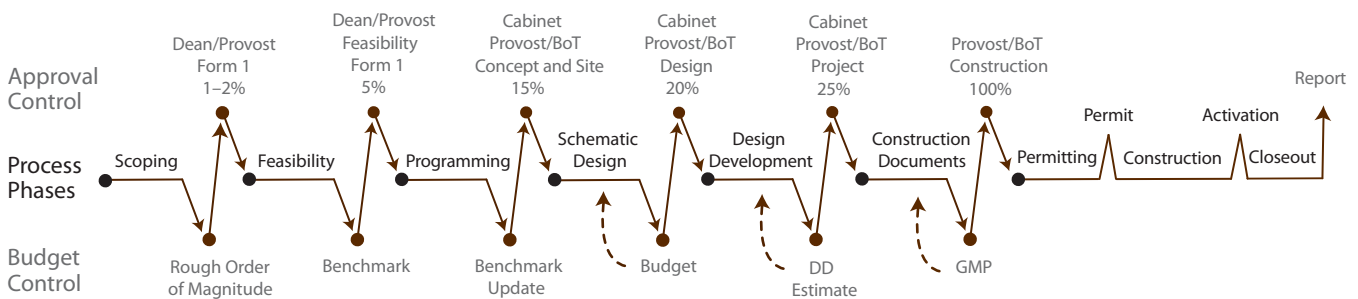 Approval
Control
Dean/Provost
Form 1
1–2%
Dean/Provost
Feasibility
Form 1
5%
Cabinet
Provost/BoT
Concept and Site
15%
Cabinet
Provost/BoT
Design
20%
Cabinet
Provost/BoT
Project
25%
Provost/BoT
Construction
100%
Report
Process
Phases
Scoping
Feasibility
Programming
Schematic
Design
Design
Development
Construction
Documents
Permitting
Permit
Construction
Activation
Closeout
Budget
Control
Rough Order
of Magnitude
Benchmark
Benchmark
Update
Budget
DD
Estimate
GMP